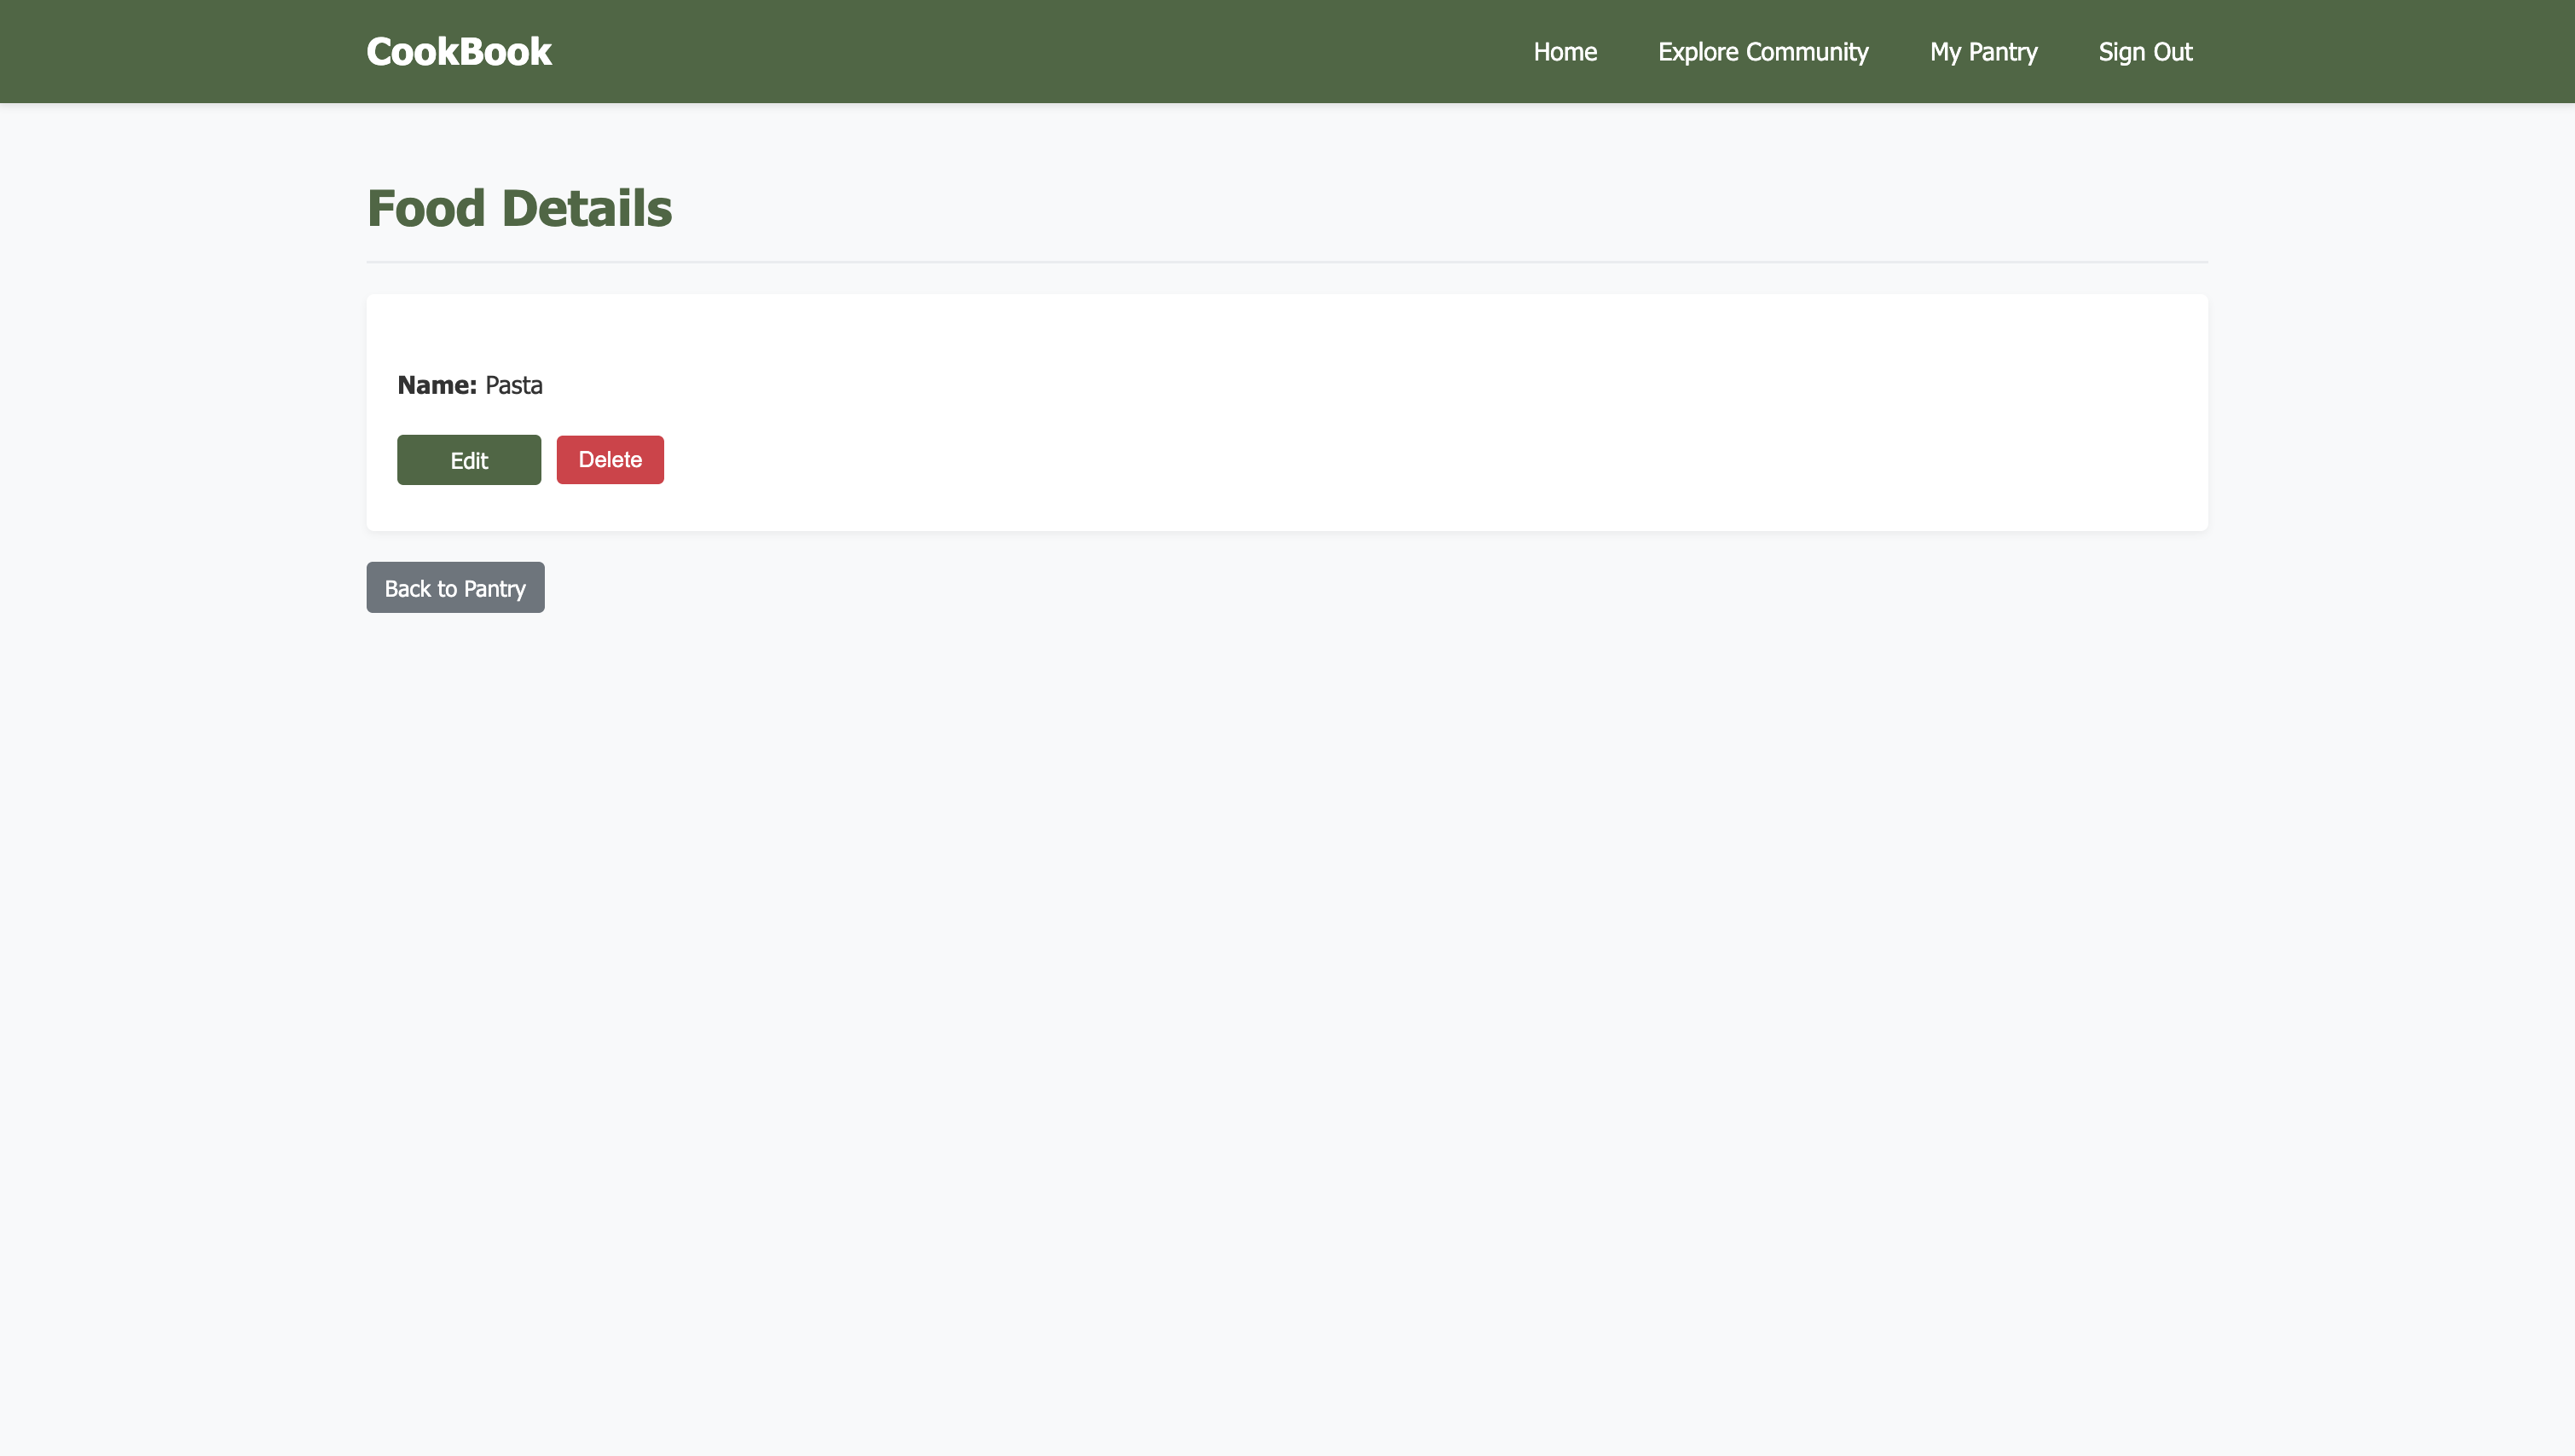 CookBook
Home Explore Community My Pantry Sign Out
Food Details
Name: Pasta
Edit Delete
Back to Pantry